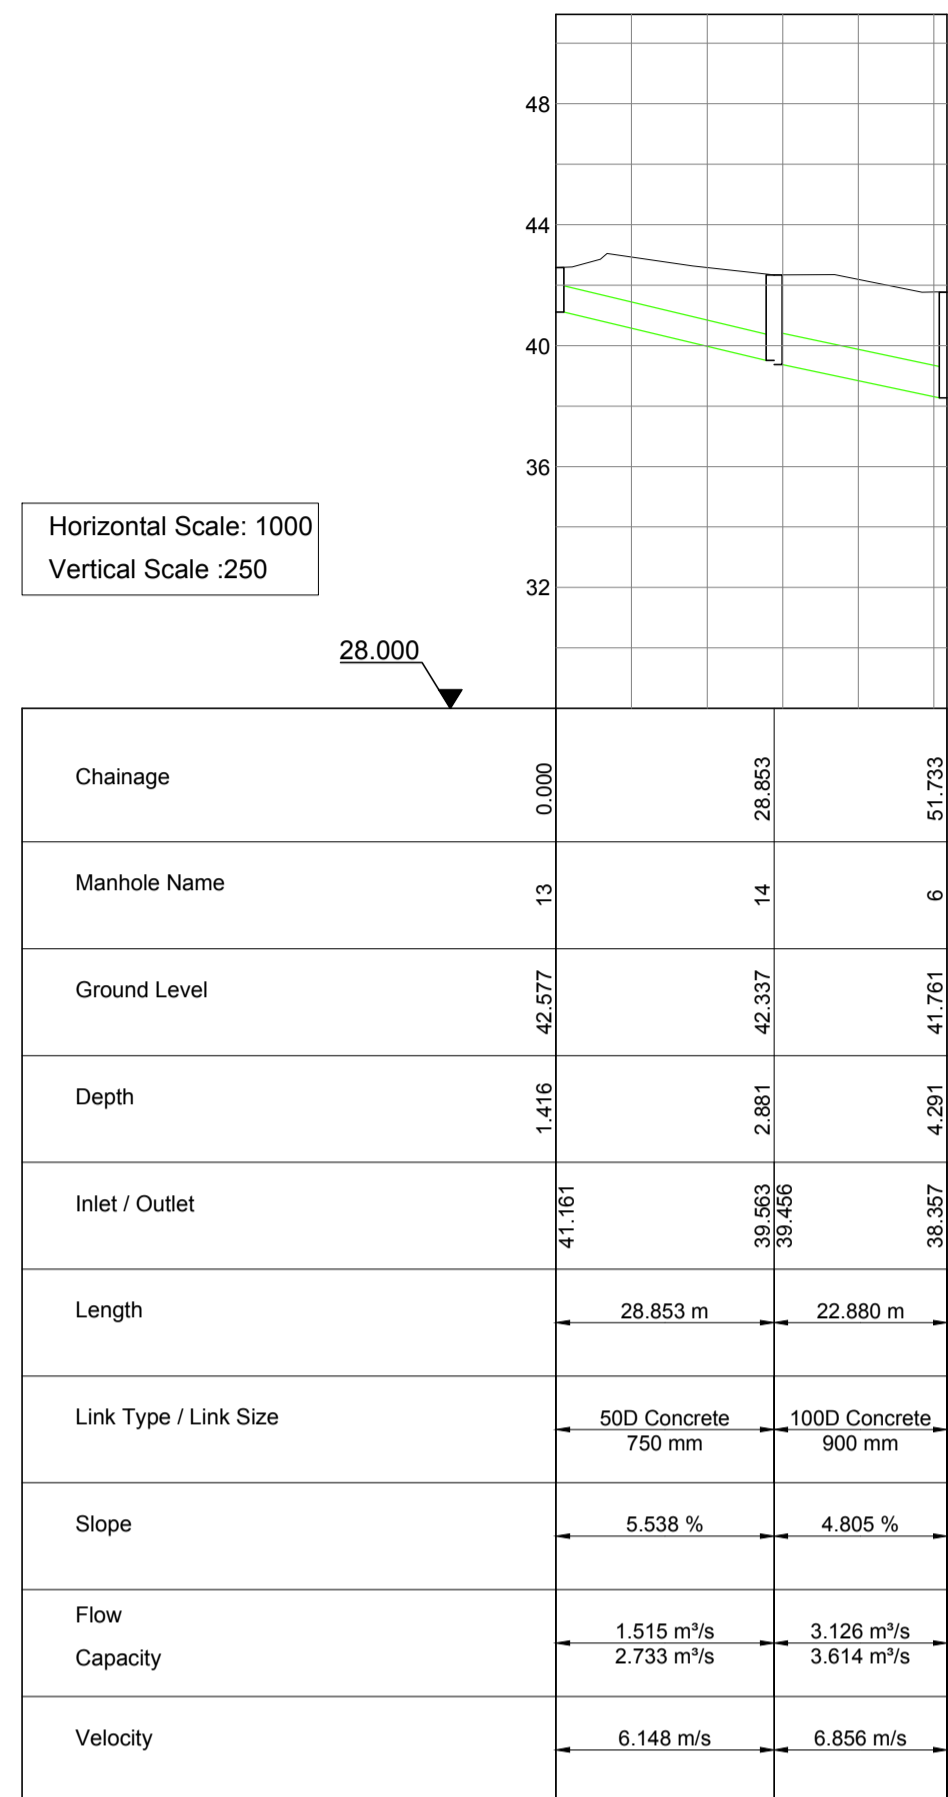 48
44
40
36
32
Horizontal Scale: 1000
Vertical Scale :250
28.000
Chainage 0.000 28.853 51.733
Manhole Name 13 14 6
Ground Level 42.577 42.337 41.761
Depth 1.416 2.881 4.291
Inlet / Outlet 41.161 39.563 39.456 38.357
Length 28.853 m 22.880 m
Link Type / Link Size 50D Concrete 100D Concrete
750 mm 900 mm
Slope 5.538 % 4.805 %
Flow 1.515 m³/s 3.126 m³/s
Capacity 2.733 m³/s 3.614 m³/s
Velocity 6.148 m/s 6.856 m/s